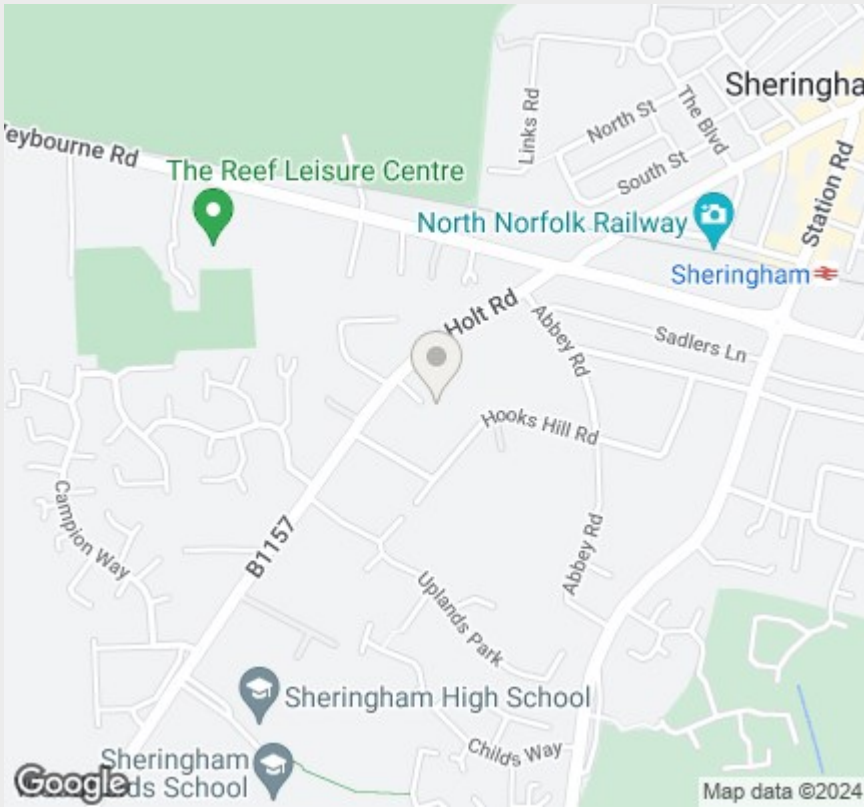 Sheringha
Links Rd
North St
The Blvd
South St
Station Rd
eybourne Rd
The Reef Leisure Centre
North Norfolk Railway
Sheringham
Holt Rd
Abbey Rd
Sadlers Ln
Hooks Hill Rd
Campion Way
B1157
Abbey Rd
Uplands Park
Sheringham High School
Childs Way
Sheringham
ds School
Google
Map data ©2024